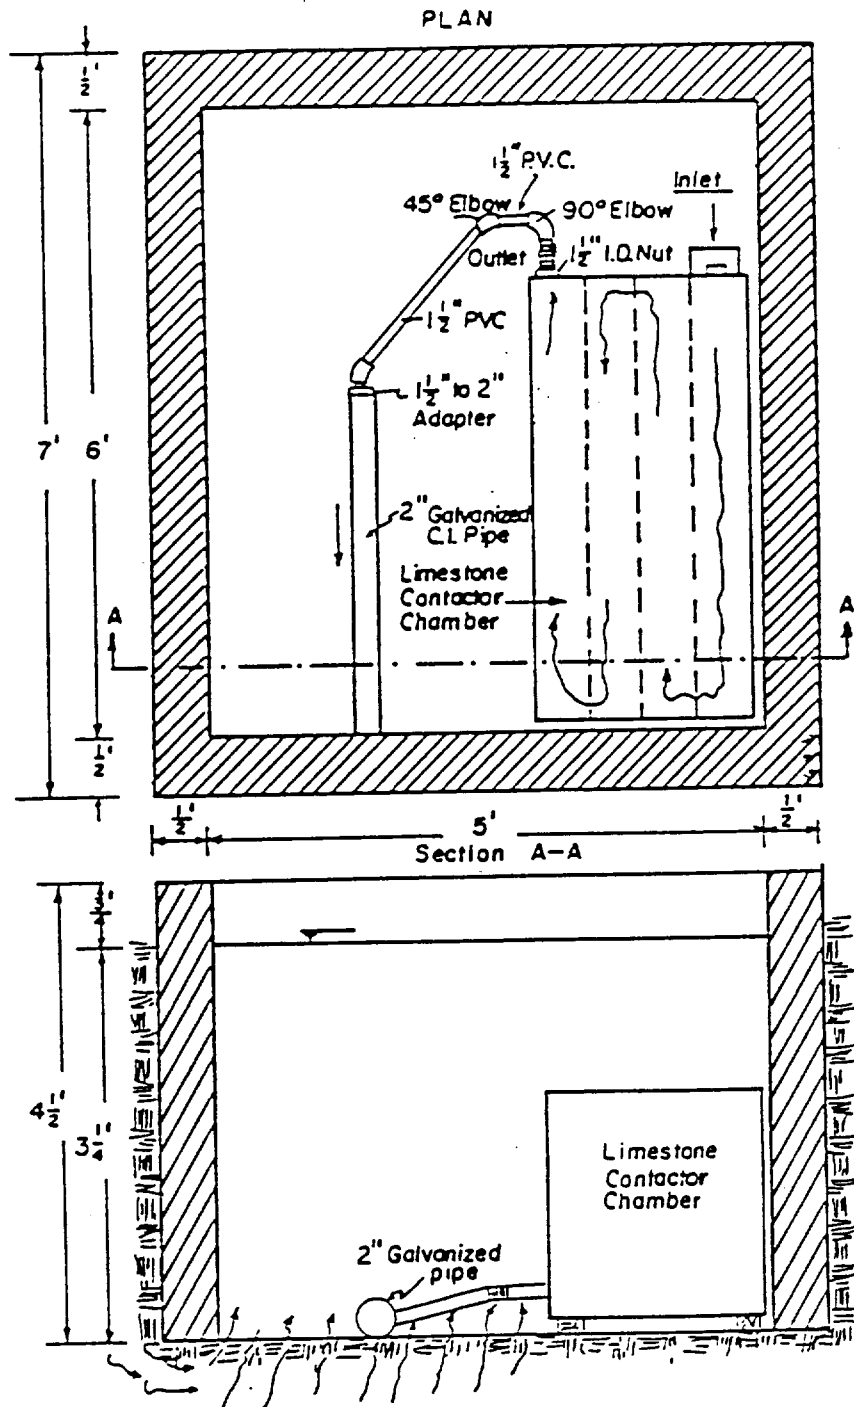 PLAN
1/2'
1 1/2" P.V.C.
Inlet
45° Elbow
90° Elbow
Outlet
1 1/2" I.D. Nut
1 1/2" PVC
1 1/2" to 2"
Adapter
7'
6'
2" Galvanized
C.I. Pipe
Limestone
Contactor
Chamber
A
A
1/2'
1/2'
5'
1/2'
Section A-A
4 1/2'
3 1/4'
Limestone
Contactor
Chamber
2" Galvanized
pipe